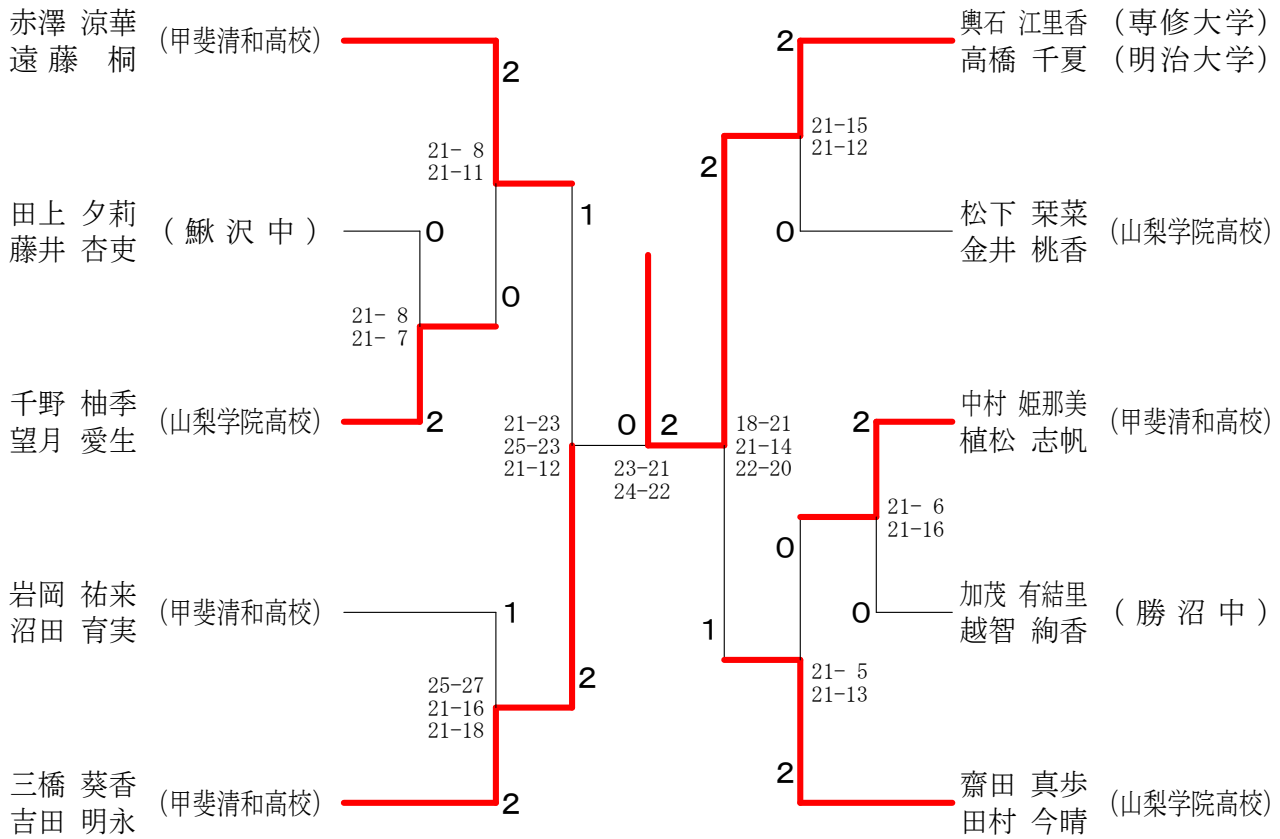 赤澤 涼華
遠藤 桐
(甲斐清和高校)
2
21- 8
21-11
田上 夕莉
藤井 杏吏
(鰍沢中)
0
21- 8
21- 7
0
千野 柚季
望月 愛生
(山梨学院高校)
2
1
21-23
25-23
21-12
岩岡 祐来
沼田 育実
(甲斐清和高校)
1
25-27
21-16
21-18
2
三橋 葵香
吉田 明永
(甲斐清和高校)
2
0
2
23-21
24-22
輿石 江里香 (専修大学)
高橋 千夏 (明治大学)
2
21-15
21-12
2
松下 栞菜
金井 桃香
(山梨学院高校)
0
18-21
21-14
22-20
中村 姫那美
植松 志帆
(甲斐清和高校)
2
21- 6
21-16
0
加茂 有結里
越智 絢香
(勝沼中)
0
1
21- 5
21-13
齋田 真歩
田村 今晴
(山梨学院高校)
2